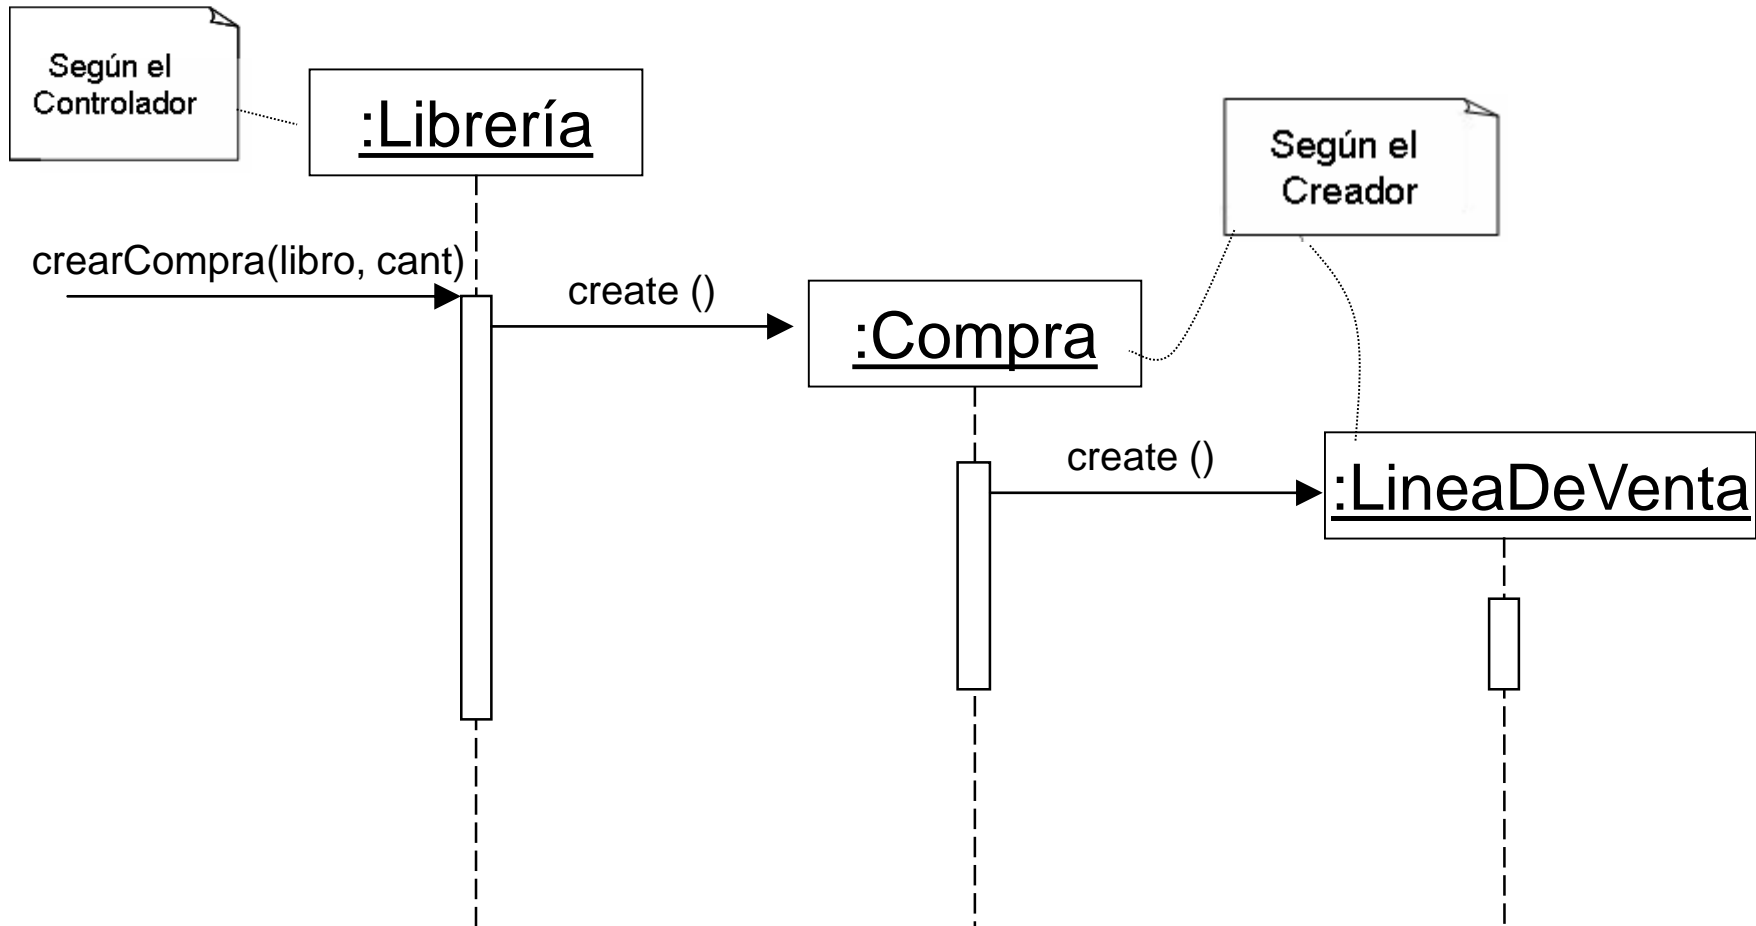 Según el
Controlador
:Librería
Según el
Creador
crearCompra(libro, cant)
create ()
:Compra
create ()
:LineaDeVenta